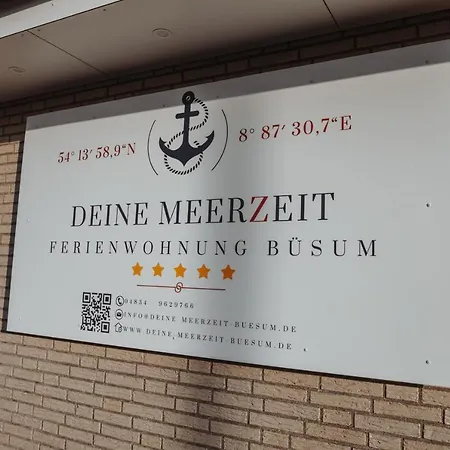 54° 13′ 58,9“N
8° 87′ 30,7“E
DEINE MEERZEIT
FERIENWOHNUNG BÜSUM
04834 9629766
INFO@DEINE MEERZEIT-BUESUM.DE
WWW.DEINE MEERZEIT-BUESUM.DE